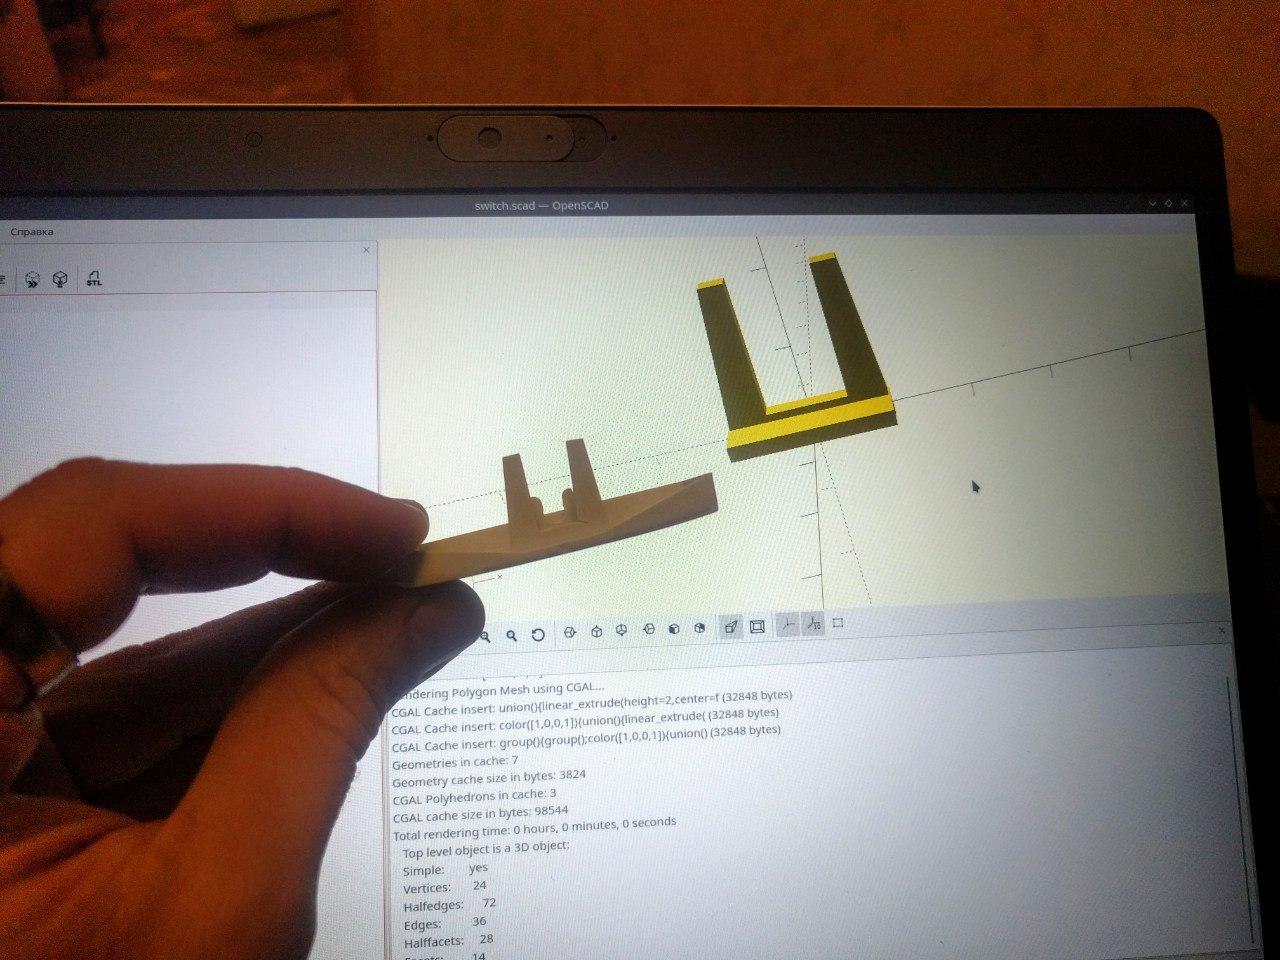 switch.scad — OpenSCAD
Справка
STL
x
10
ndering Polygon Mesh using CGAL...
CGAL Cache insert: union(){linear_extrude(height=2,center=f (32848 bytes)
CGAL Cache insert: color([1,0,0,1]){union(){linear_extrude( (32848 bytes)
CGAL Cache insert: group(){group();color([1,0,0,1]){union() (32848 bytes)
Geometries in cache: 7
Geometry cache size in bytes: 3824
CGAL Polyhedrons in cache: 3
CGAL cache size in bytes: 98544
Total rendering time: 0 hours, 0 minutes, 0 seconds
Top level object is a 3D object:
Simple: yes
Vertices: 24
Halfedges: 72
Edges: 36
Halffacets: 28
Facets: 14